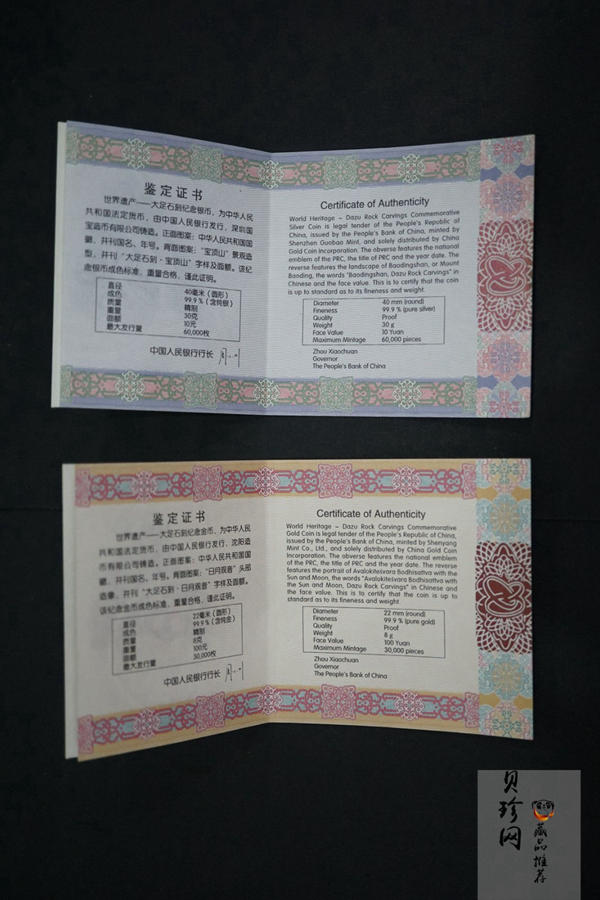 鉴定证书
世界遗产——大足石刻纪念银币，为中华人民
共和国法定货币，由中国人民银行发行，深圳国
宝造币有限公司铸造。正面图案：中华人民共和国国
徽，并刊国名、年号。背面图案：“宝顶山”景观造
型，并刊“大足石刻·宝顶山”字样及面额。该纪
念银币成色标准，重量合格，谨此证明。
直径 40毫米（圆形）
成色 99.9%（含纯银）
质量 精制
重量 30克
面额 10元
最大发行量 60,000枚
中国人民银行行长
Certificate of Authenticity
World Heritage – Dazu Rock Carvings Commemorative
Silver Coin is legal tender of the People's Republic of
China, issued by the People's Bank of China, minted by
Shenzhen Guobao Mint, and solely distributed by China
Gold Coin Incorporation. The obverse features the national
emblem of the PRC, the title of PRC and the year date. The
reverse features the landscape of Baodingshan, or Mount
Baoding, the words "Baodingshan, Dazu Rock Carvings" in
Chinese and the face value. This is to certify that the coin
is up to standard as to its fineness and weight.
Diameter 40 mm (round)
Fineness 99.9 % (pure silver)
Quality Proof
Weight 30 g
Face Value 10 Yuan
Maximum Mintage 60,000 pieces
Zhou Xiaochuan
Governor
The People's Bank of China
鉴定证书
世界遗产——大足石刻纪念金币，为中华人民
共和国法定货币，由中国人民银行发行，沈阳造
币有限公司铸造。正面图案：中华人民共和国国
徽，并刊国名、年号。背面图案：“日月观音”头部
造像，并刊“大足石刻·日月观音”字样及面额。
该纪念金币成色标准，重量合格，谨此证明。
直径 22毫米（圆形）
成色 99.9%（含纯金）
质量 精制
重量 8克
面额 100元
最大发行量 30,000枚
中国人民银行行长
Certificate of Authenticity
World Heritage – Dazu Rock Carvings Commemorative
Gold Coin is legal tender of the People's Republic of China,
issued by the People's Bank of China, minted by Shenyang
Mint Co., Ltd., and solely distributed by China Gold Coin
Incorporation. The obverse features the national emblem
of the PRC, the title of PRC and the year date. The reverse
features the portrait of Avalokitesvara Bodhisattva with the
Sun and Moon, the words "Avalokitesvara Bodhisattva with
the Sun and Moon, Dazu Rock Carvings" in Chinese and
the face value. This is to certify that the coin is up to
standard as to its fineness and weight.
Diameter 22 mm (round)
Fineness 99.9 % (pure gold)
Quality Proof
Weight 8 g
Face Value 100 Yuan
Maximum Mintage 30,000 pieces
Zhou Xiaochuan
Governor
The People's Bank of China
贝珍网
藏品推荐